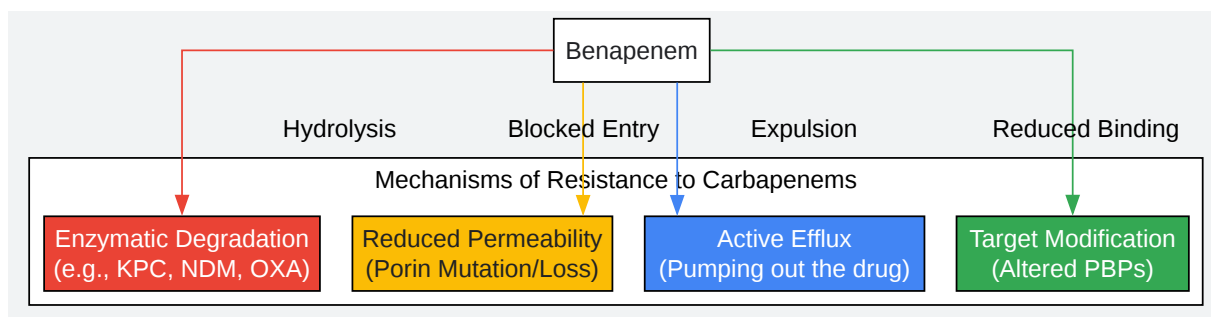 Benapenem
Hydrolysis
Blocked Entry
Expulsion
Reduced Binding
Mechanisms of Resistance to Carbapenems
Enzymatic Degradation
(e.g., KPC, NDM, OXA)
Reduced Permeability
(Porin Mutation/Loss)
Active Efflux
(Pumping out the drug)
Target Modification
(Altered PBPs)